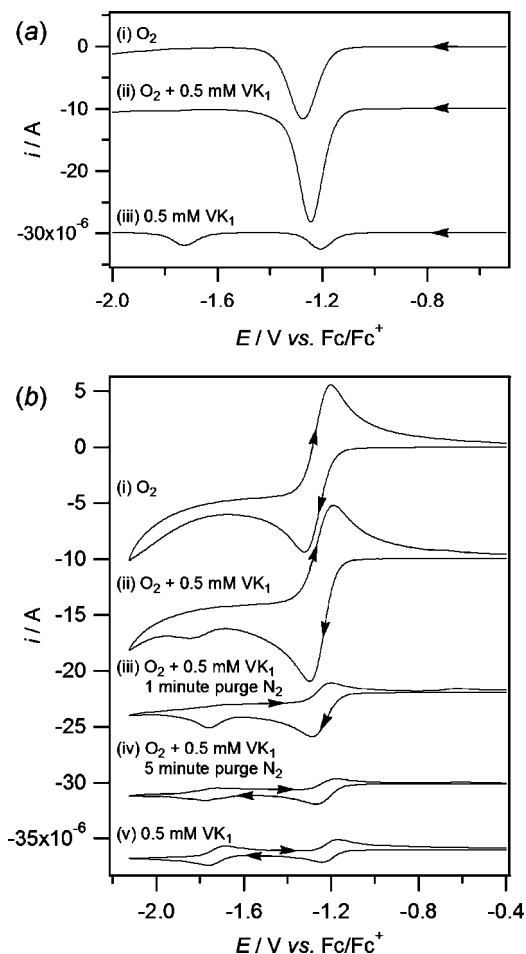 (a)
(i) O₂
(ii) O₂ + 0.5 mM VK₁
(iii) 0.5 mM VK₁
0
-10
-20
-30x10⁻⁶
i / A
-2.0 -1.6 -1.2 -0.8
E / V vs. Fc/Fc⁺
(b)
5
0
(i) O₂
-5
-10
(ii) O₂ + 0.5 mM VK₁
-15
-20
(iii) O₂ + 0.5 mM VK₁
1 minute purge N₂
-25
(iv) O₂ + 0.5 mM VK₁
5 minute purge N₂
-30
(v) 0.5 mM VK₁
-35x10⁻⁶
i / A
-2.0 -1.6 -1.2 -0.8 -0.4
E / V vs. Fc/Fc⁺